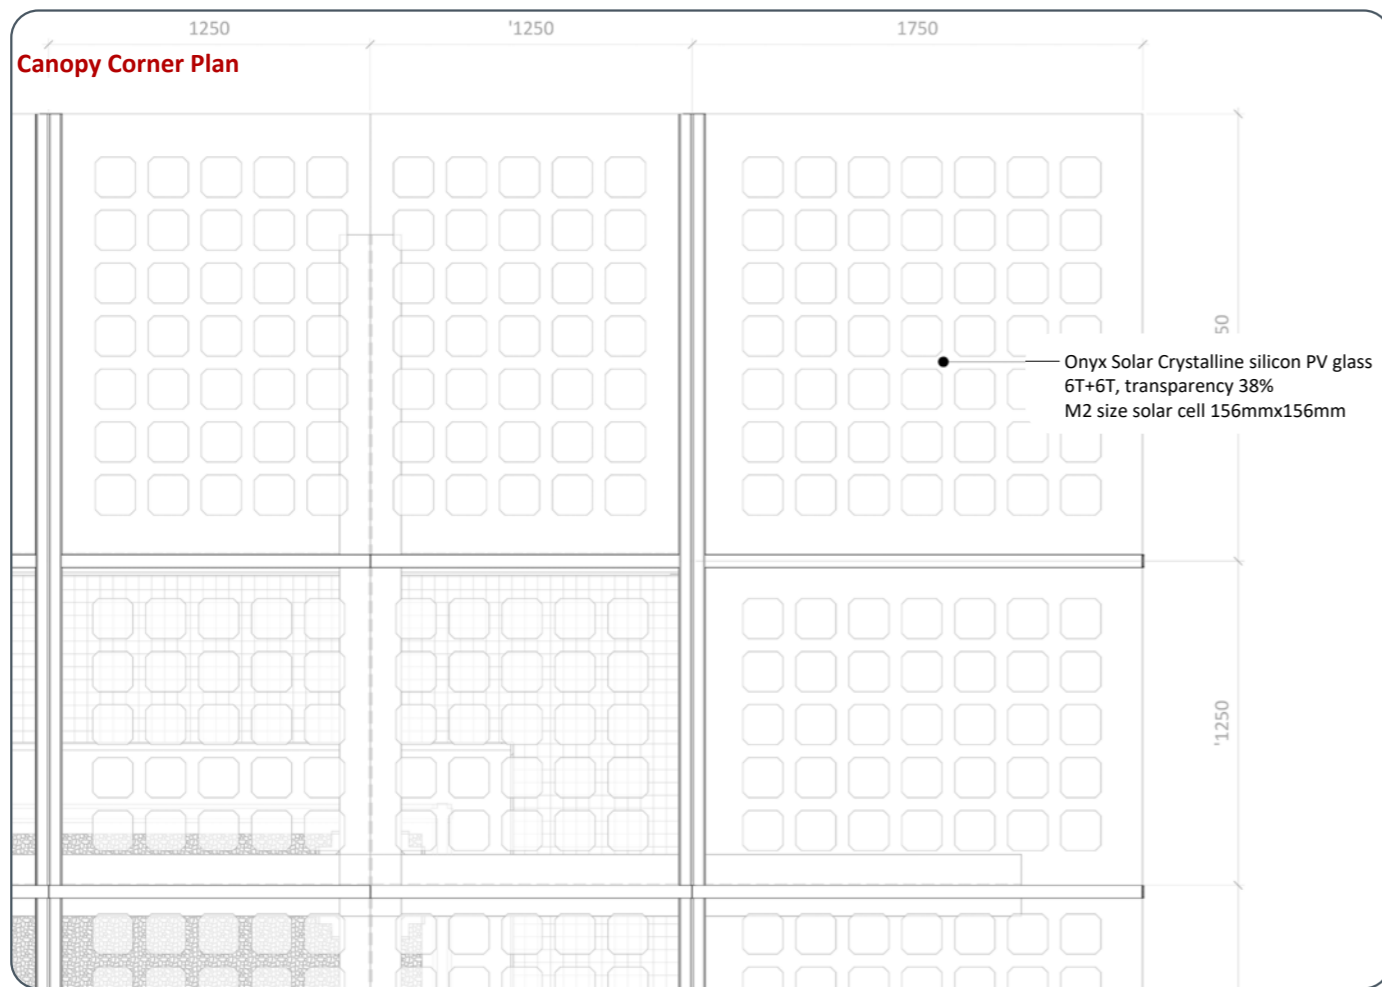 1250 '1250 1750
Canopy Corner Plan
50
Onyx Solar Crystalline silicon PV glass
6T+6T, transparency 38%
M2 size solar cell 156mmx156mm
'1250